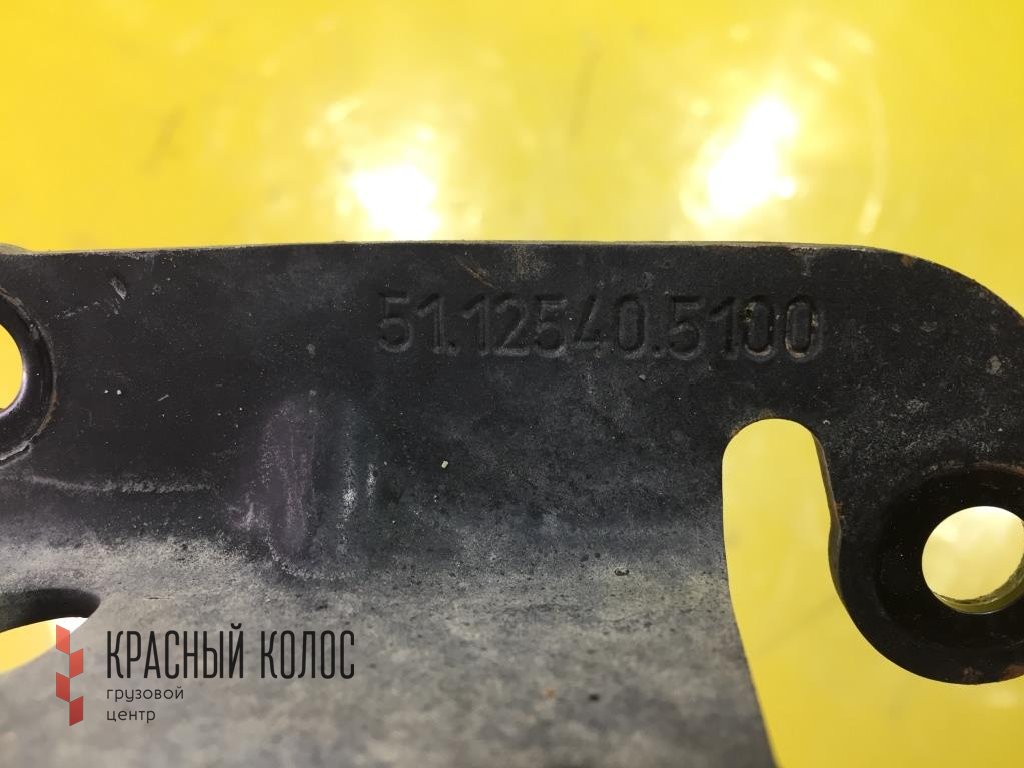 51.12540.5100
КРАСНЫЙ КОЛОС
грузовой
центр